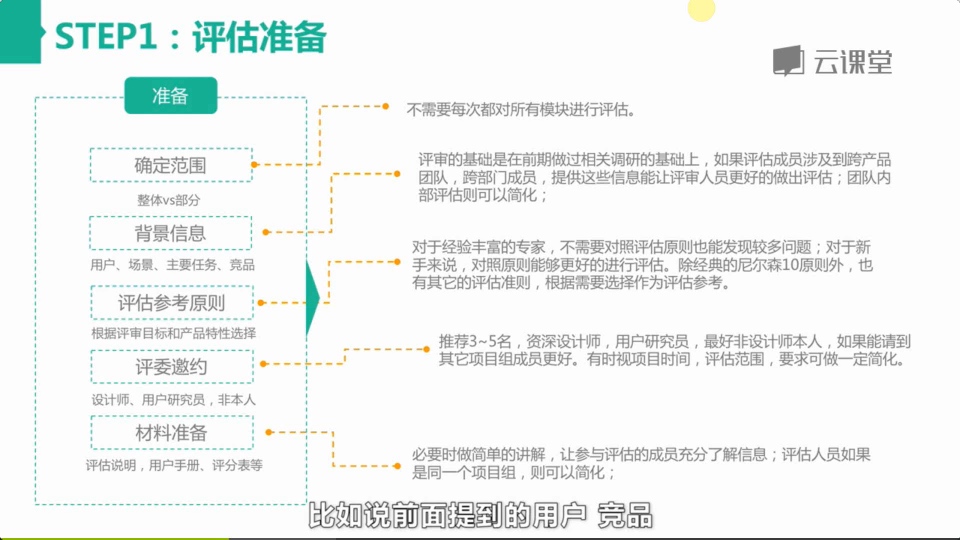 STEP1：评估准备
云课堂
准备
确定范围
整体vs部分
背景信息
用户、场景、主要任务、竞品
评估参考原则
根据评审目标和产品特性选择
评委邀约
设计师、用户研究员，非本人
材料准备
评估说明，用户手册、评分表等
不需要每次都对所有模块进行评估。
评审的基础是在前期做过相关调研的基础上，如果评估成员涉及到跨产品
团队，跨部门成员，提供这些信息能让评审人员更好的做出评估；团队内
部评估则可以简化；
对于经验丰富的专家，不需要对照评估原则也能发现较多问题；对于新
手来说，对照原则能够更好的进行评估。除经典的尼尔森10原则外，也
有其它的评估准则，根据需要选择作为评估参考。
推荐3~5名，资深设计师，用户研究员，最好非设计师本人，如果能请到
其它项目组成员更好。有时视项目时间，评估范围，要求可做一定简化。
必要时做简单的讲解，让参与评估的成员充分了解信息；评估人员如果
是同一个项目组，则可以简化；
比如说前面提到的用户 竞品